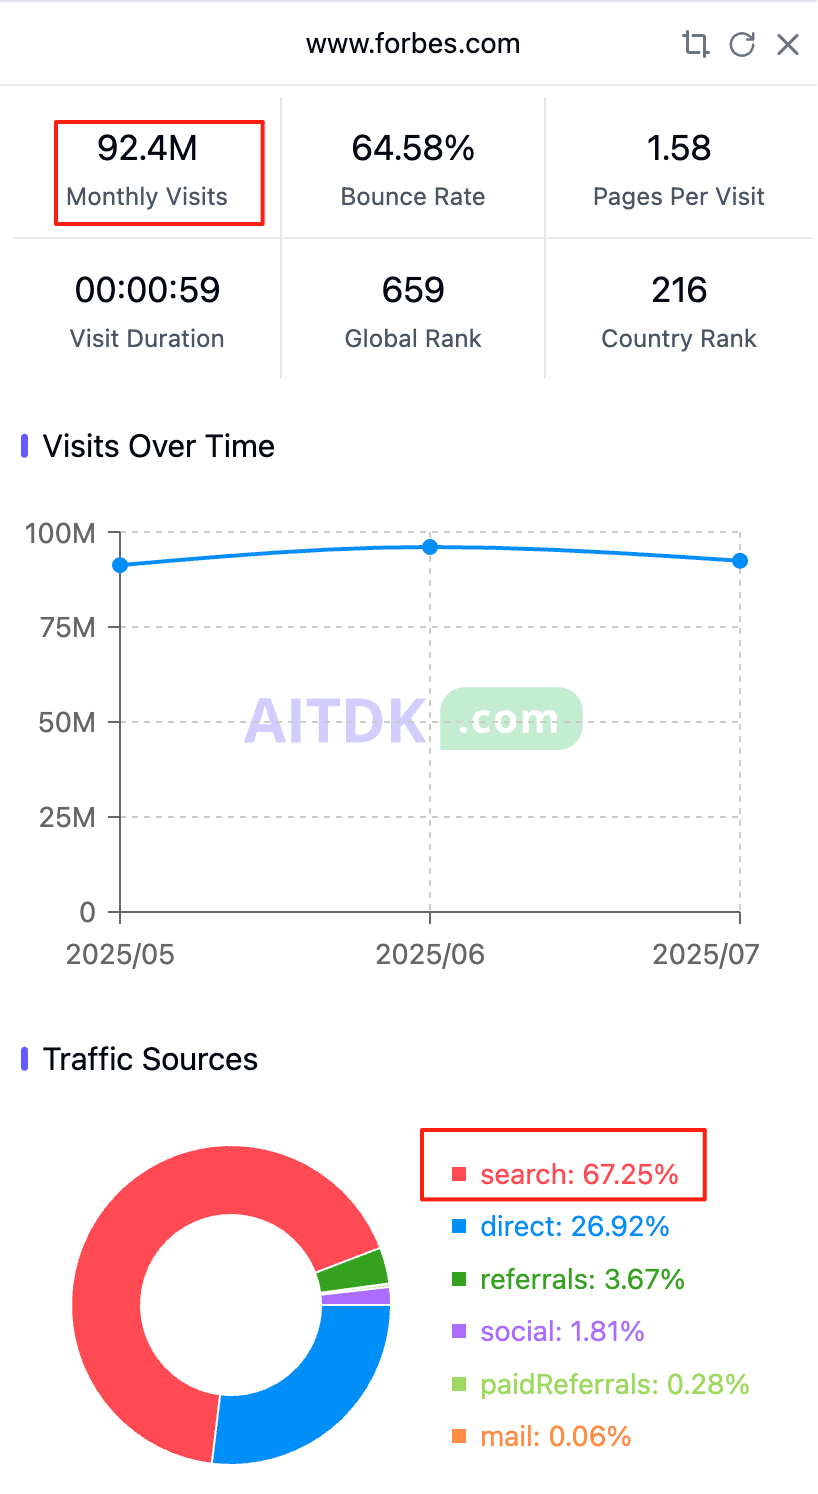 www.forbes.com
92.4M
Monthly Visits
64.58%
Bounce Rate
1.58
Pages Per Visit
00:00:59
Visit Duration
659
Global Rank
216
Country Rank
Visits Over Time
100M
75M
50M
25M
0
AITDK .com
2025/05
2025/06
2025/07
Traffic Sources
search: 67.25%
direct: 26.92%
referrals: 3.67%
social: 1.81%
paidReferrals: 0.28%
mail: 0.06%